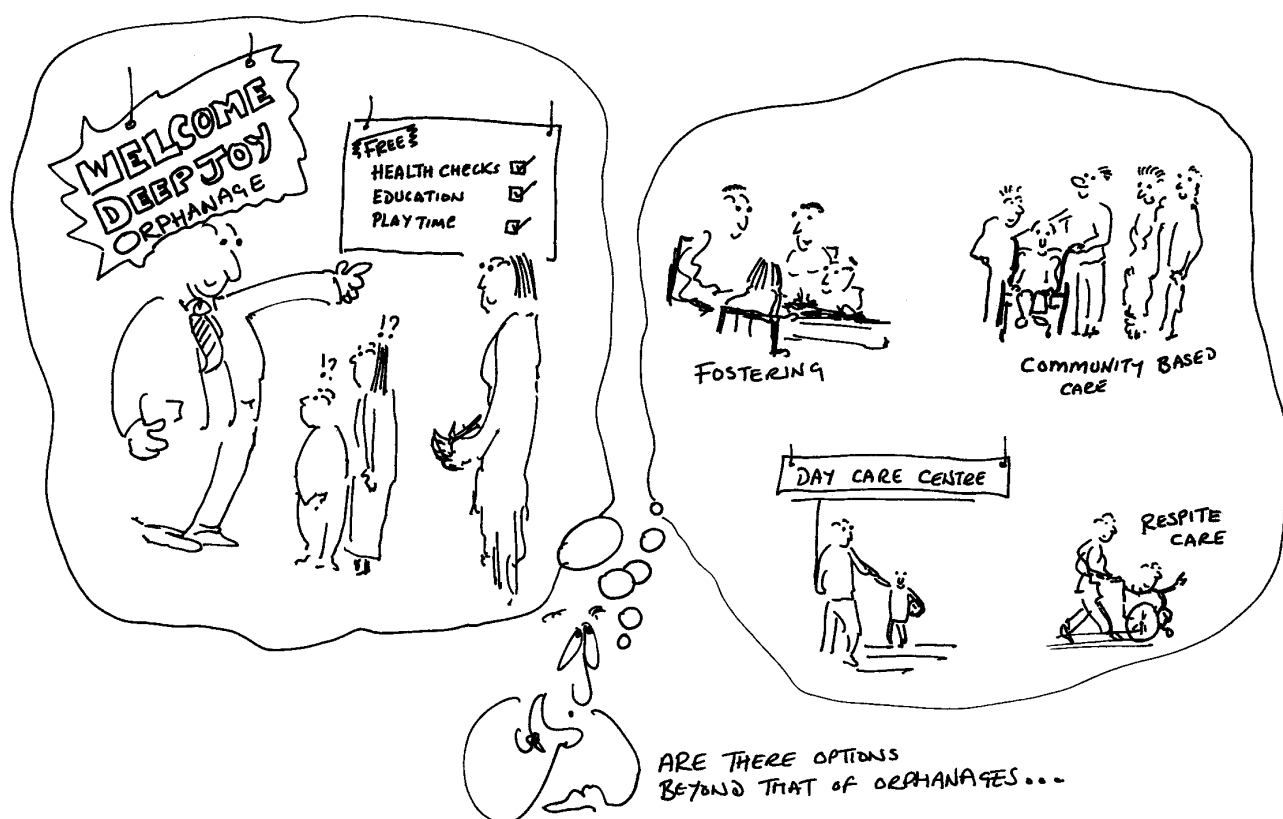 WELCOME
DEEPJOY
ORPHANAGE
FREE
HEALTH CHECKS
EDUCATION
PLAY TIME
!?
!?
FOSTERING
COMMUNITY BASED
CARE
DAY CARE CENTRE
RESPITE
CARE
ARE THERE OPTIONS
BEYOND THAT OF ORPHANAGES...